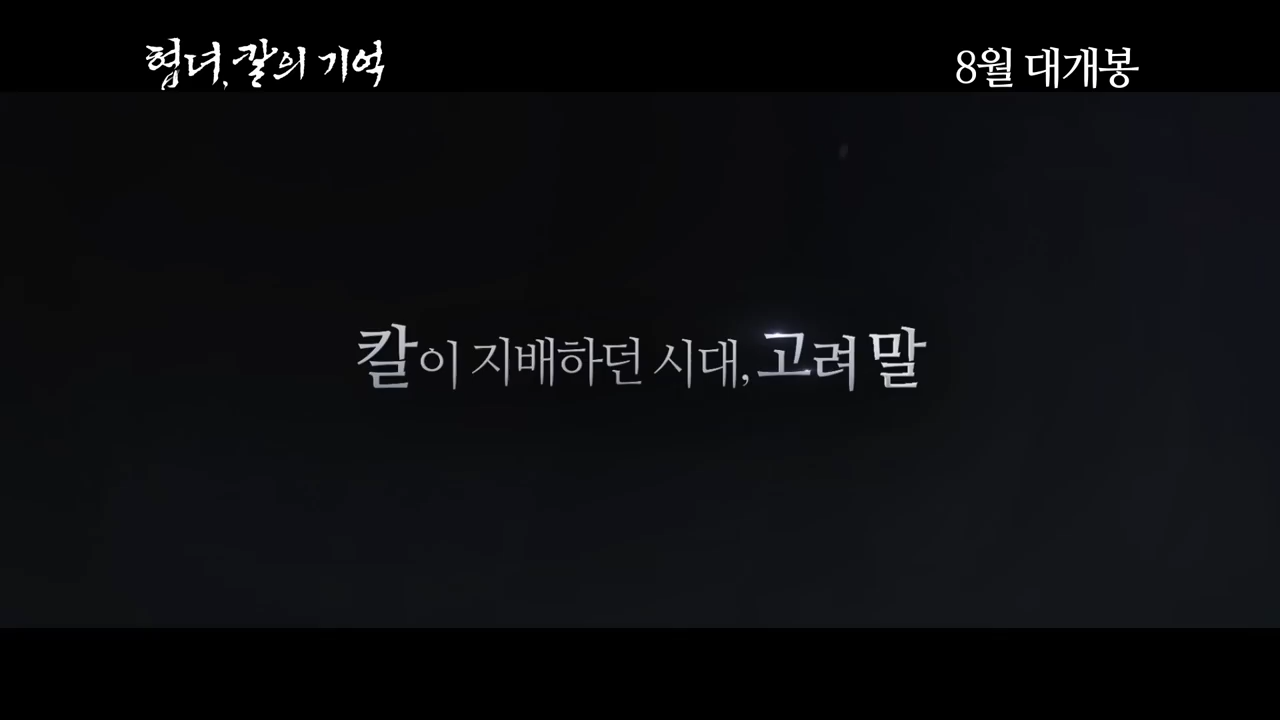 협녀, 칼의 기억
8월 대개봉
칼이 지배하던 시대, 고려 말